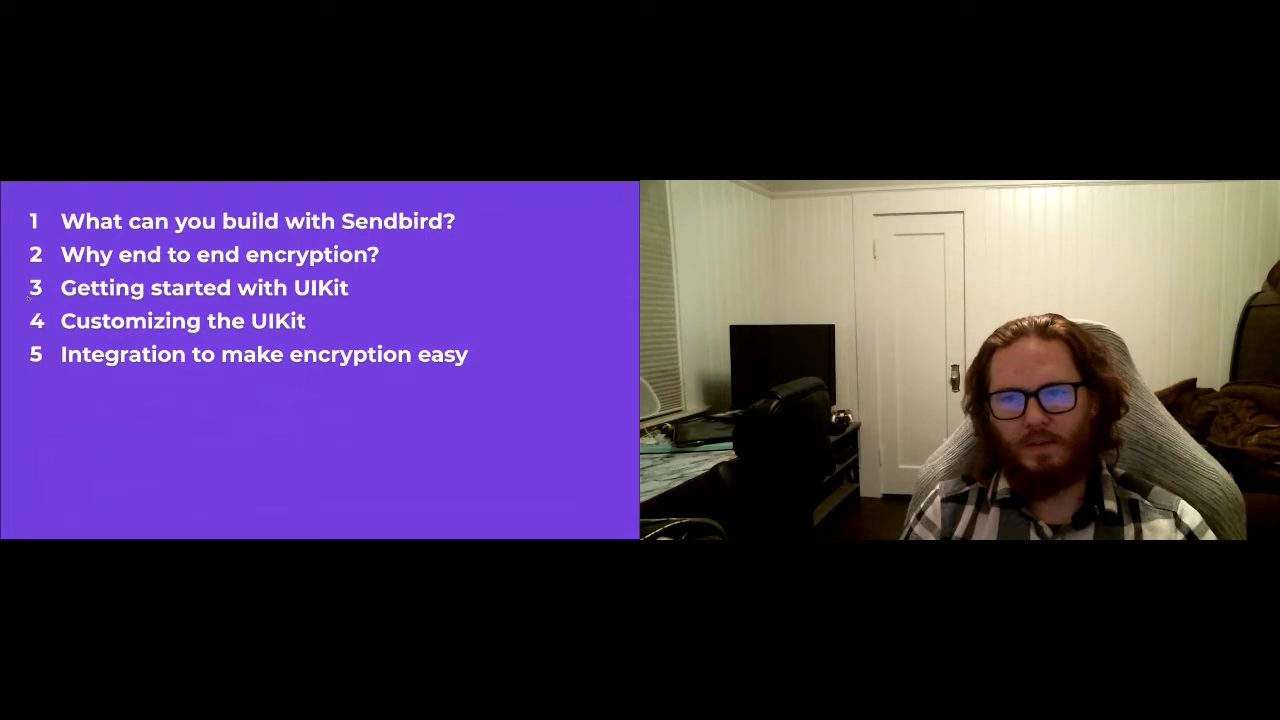 1 What can you build with Sendbird?
2 Why end to end encryption?
3 Getting started with UIKit
4 Customizing the UIKit
5 Integration to make encryption easy